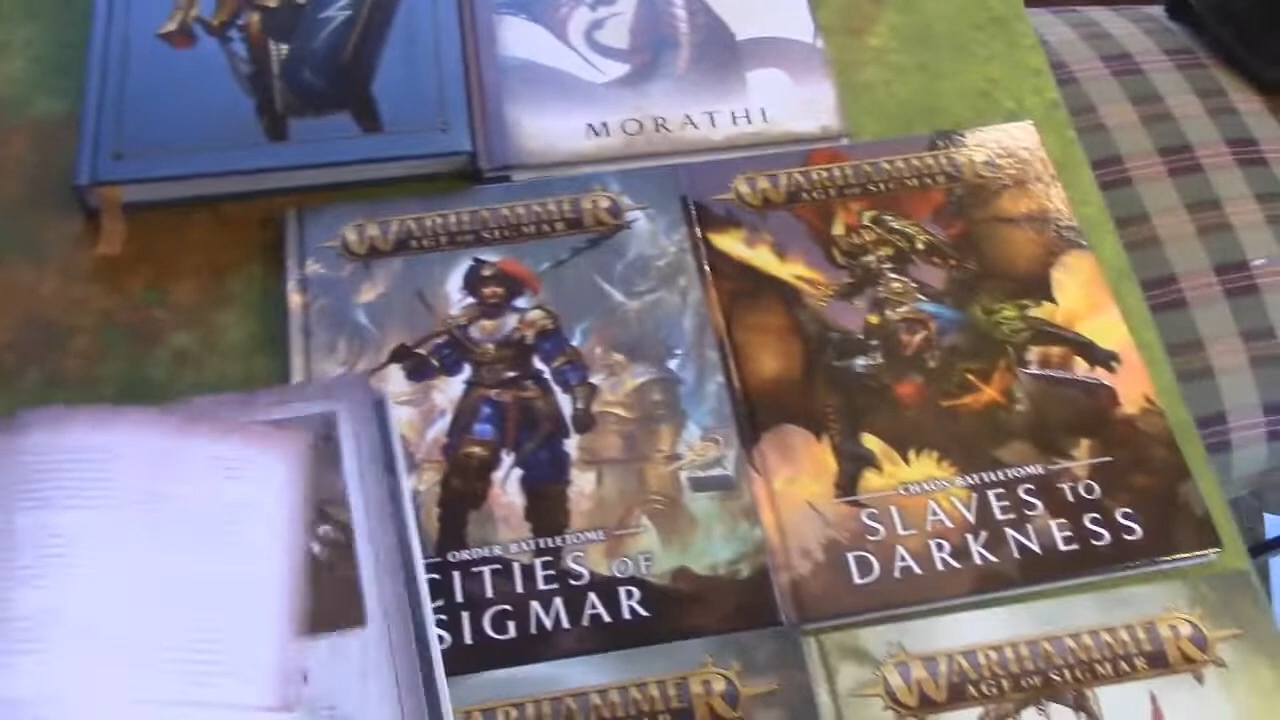 MORATHI
WARHAMMER
AGE OF SIGMAR
ORDER BATTLETOME
CITIES OF
SIGMAR
WARHAMMER
AGE OF SIGMAR
CHAOS BATTLETOME
SLAVES TO
DARKNESS
WARHAMMER
WARHAMMER
AGE OF SIGMAR